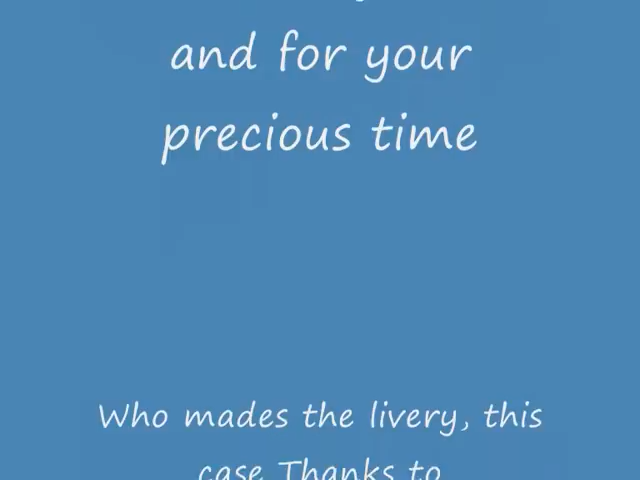 and for your
precious time
Who mades the livery, this
case Thanks to